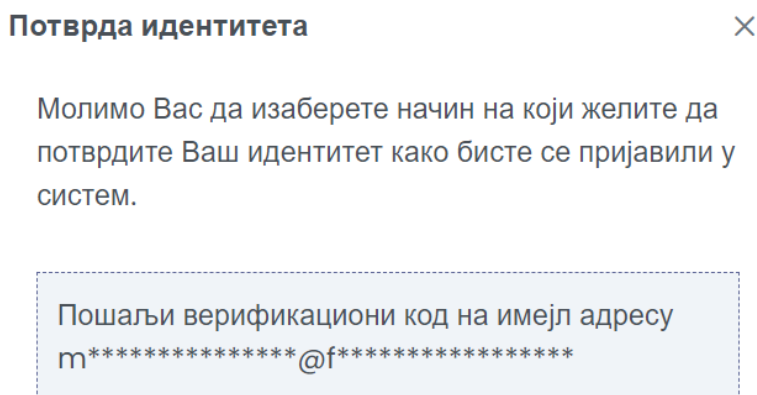 Потврда идентитета
Молимо Вас да изаберете начин на који желите да
потврдите Ваш идентитет како бисте се пријавили у
систем.
Пошаљи верификациони код на имејл адресу
m***************@f*****************